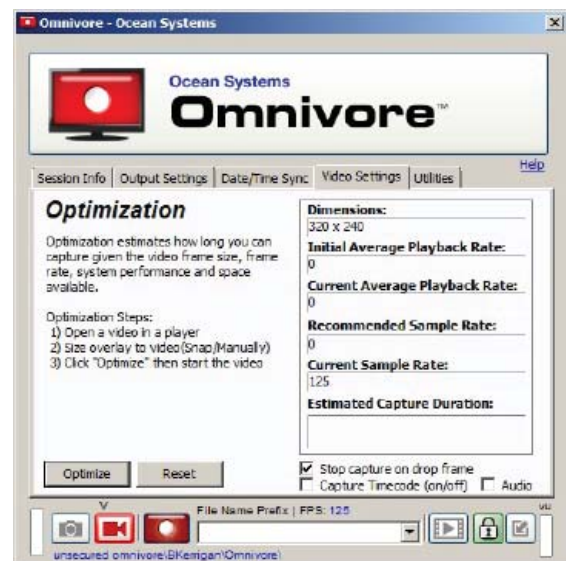 Omnivore - Ocean Systems
Ocean Systems
Omnivore™
Help
Session Info Output Settings Date/Time Sync Video Settings Utilities
Optimization
Optimization estimates how long you can
capture given the video frame size, frame
rate, system performance and space
available.
Optimization Steps:
1) Open a video in a player
2) Size overlay to video(Snap/Manually)
3) Click "Optimize" then start the video
Dimensions:
320 x 240
Initial Average Playback Rate:
0
Current Average Playback Rate:
0
Recommended Sample Rate:
0
Current Sample Rate:
125
Estimated Capture Duration:
Optimize Reset
Stop capture on drop frame
Capture Timecode (on/off) Audio
V File Name Prefix | FPS: 125
unsecured omnivore\BKerrigan\Omnivore\